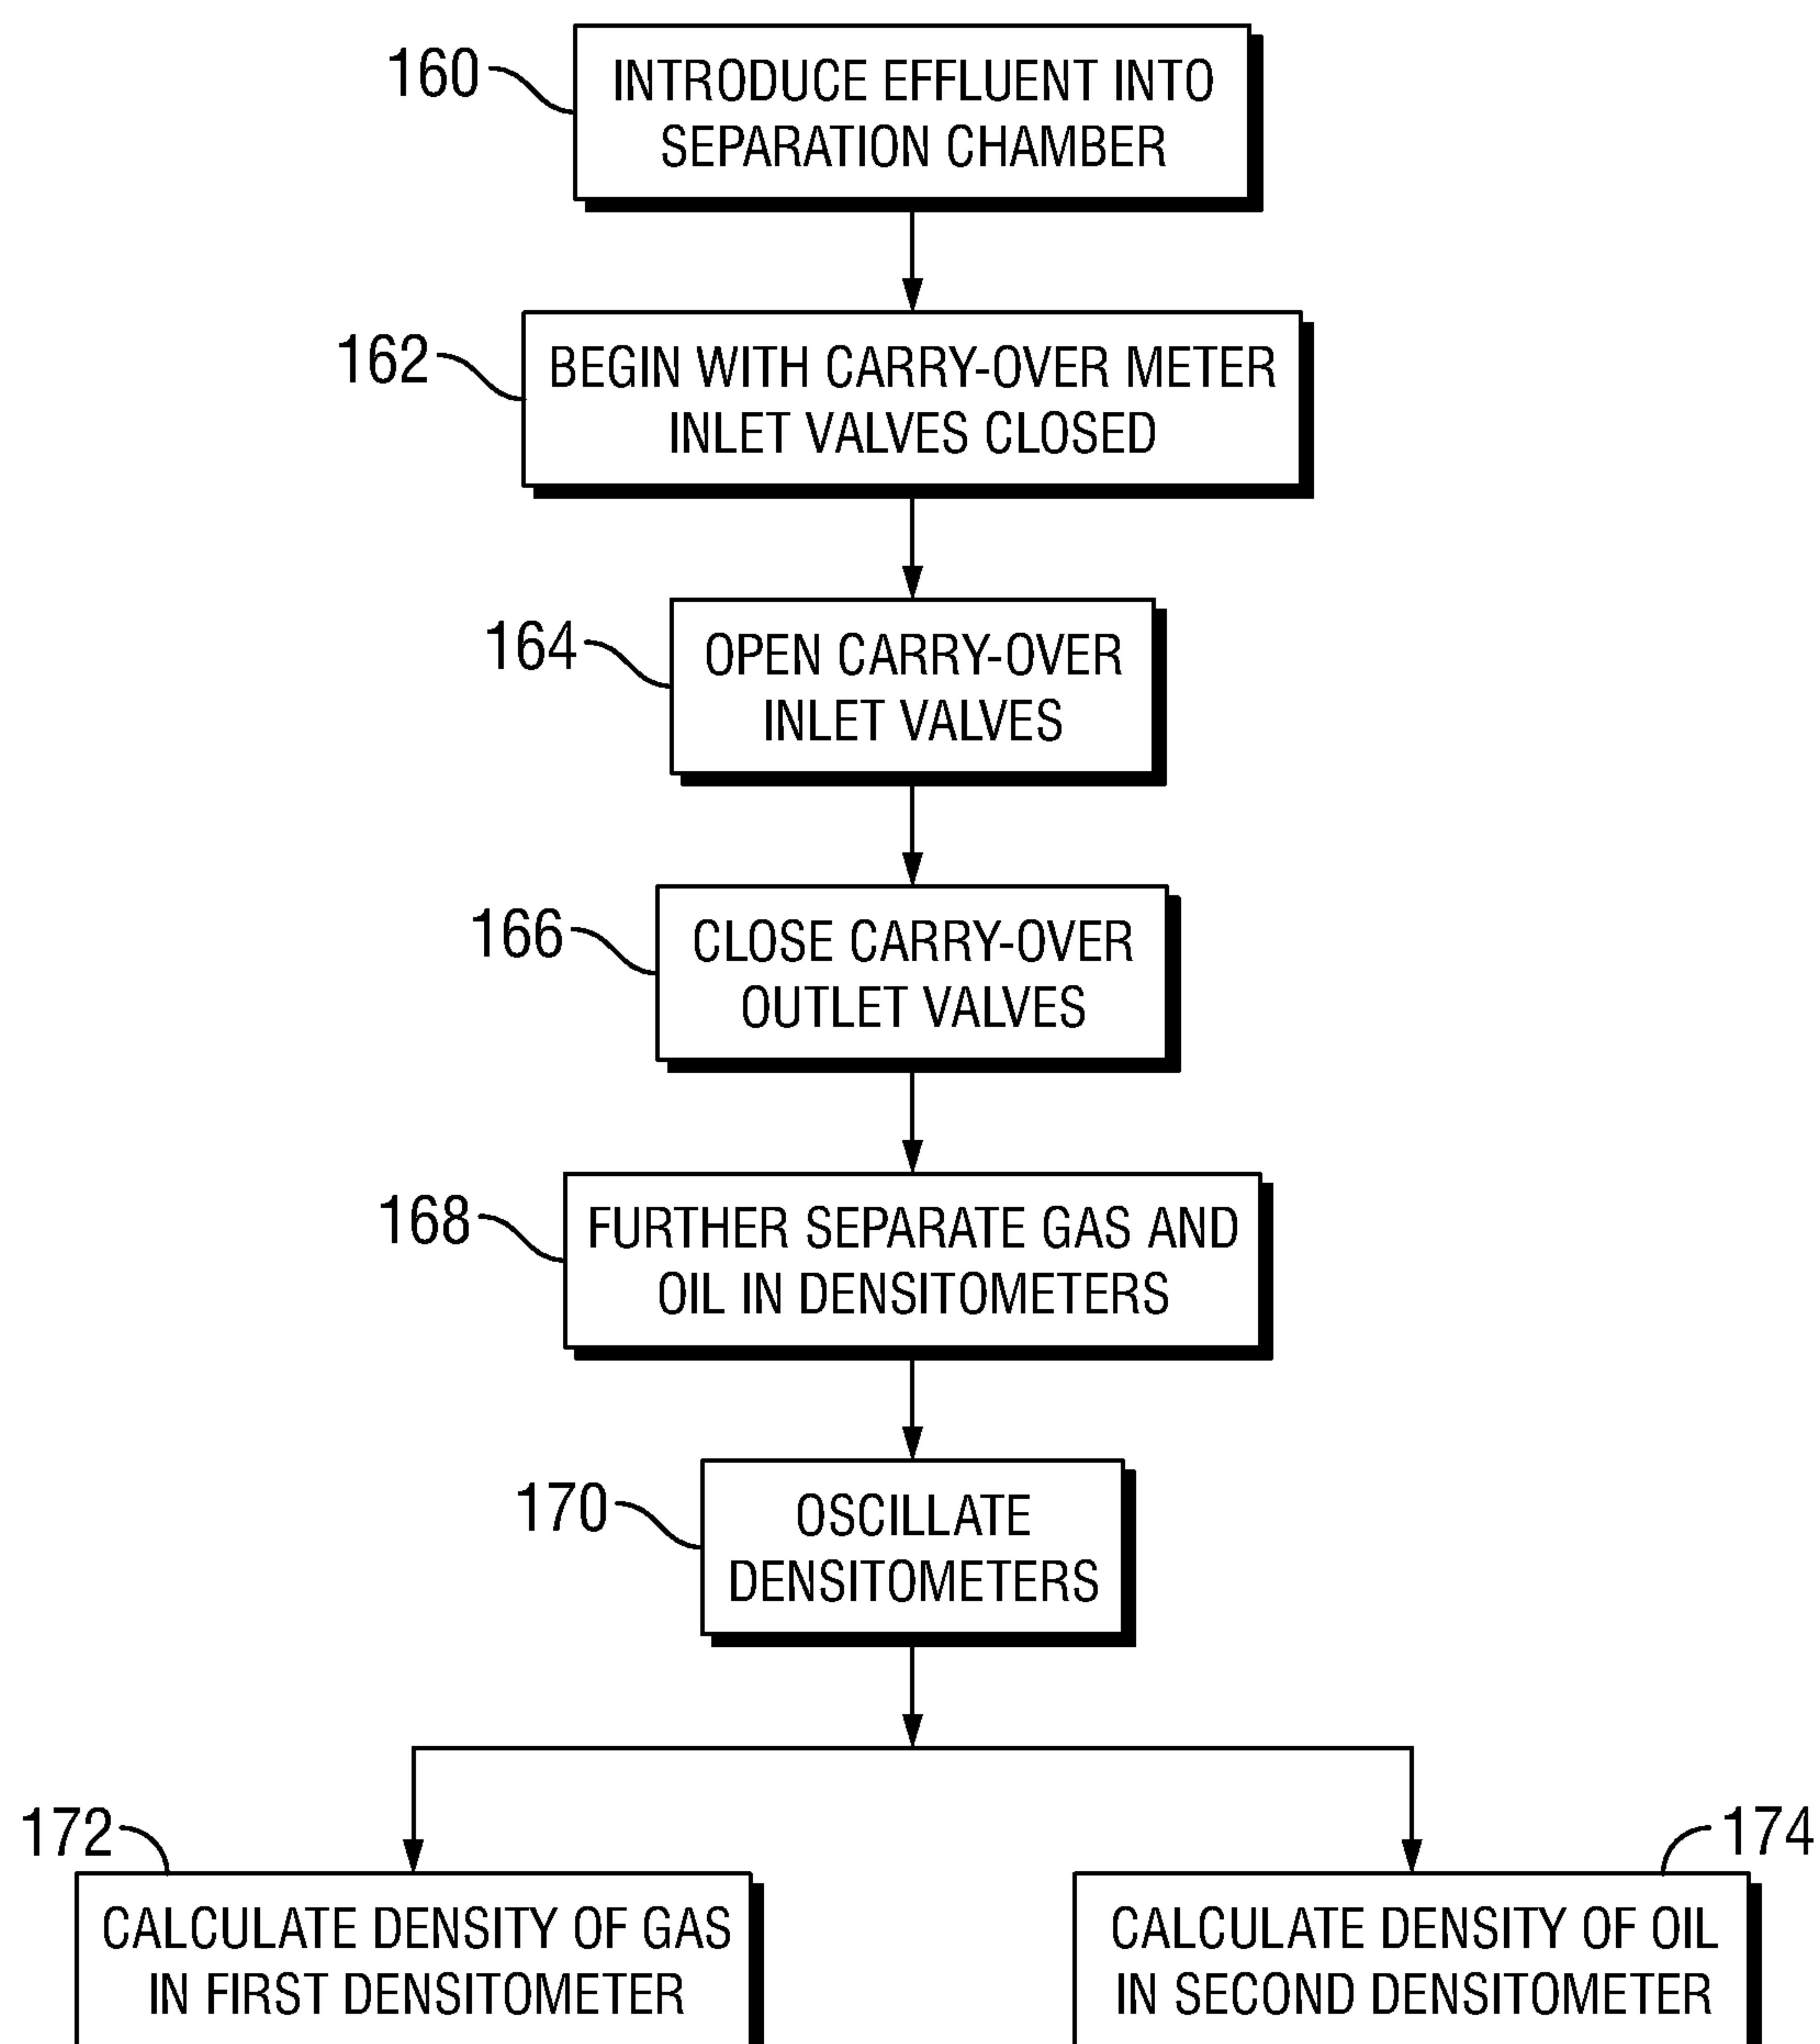 160
INTRODUCE EFFLUENT INTO
SEPARATION CHAMBER
162
BEGIN WITH CARRY-OVER METER
INLET VALVES CLOSED
164
OPEN CARRY-OVER
INLET VALVES
166
CLOSE CARRY-OVER
OUTLET VALVES
168
FURTHER SEPARATE GAS AND
OIL IN DENSITOMETERS
170
OSCILLATE
DENSITOMETERS
172
CALCULATE DENSITY OF GAS
IN FIRST DENSITOMETER
174
CALCULATE DENSITY OF OIL
IN SECOND DENSITOMETER